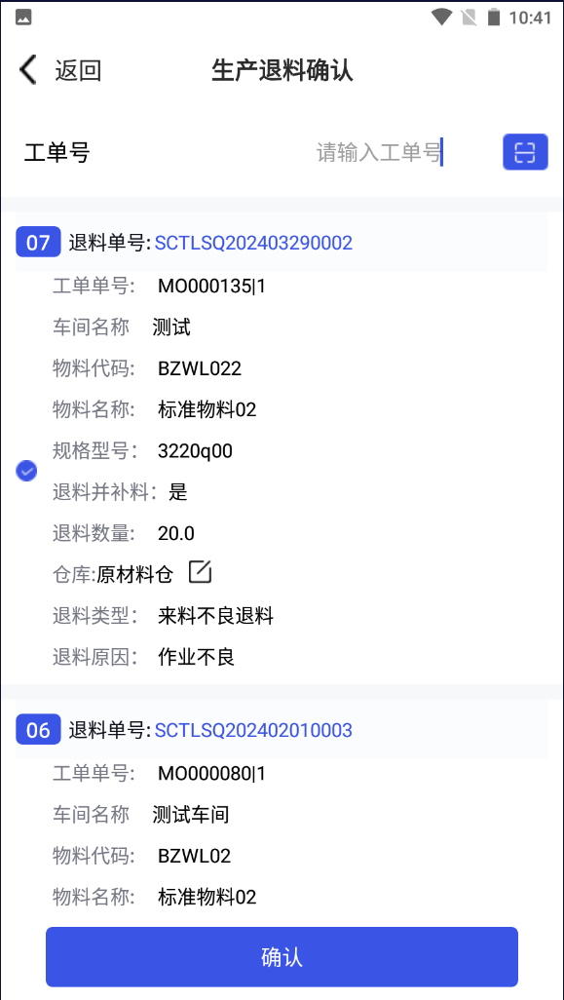 10:41
返回 生产退料确认
工单号 请输入工单号
07 退料单号:SCTLSQ202403290002
工单单号: MO000135|1
车间名称 测试
物料代码: BZWL022
物料名称: 标准物料02
规格型号: 3220q00
退料并补料: 是
退料数量: 20.0
仓库:原材料仓
退料类型: 来料不良退料
退料原因: 作业不良
06 退料单号:SCTLSQ202402010003
工单单号: MO000080|1
车间名称 测试车间
物料代码: BZWL02
物料名称: 标准物料02
确认